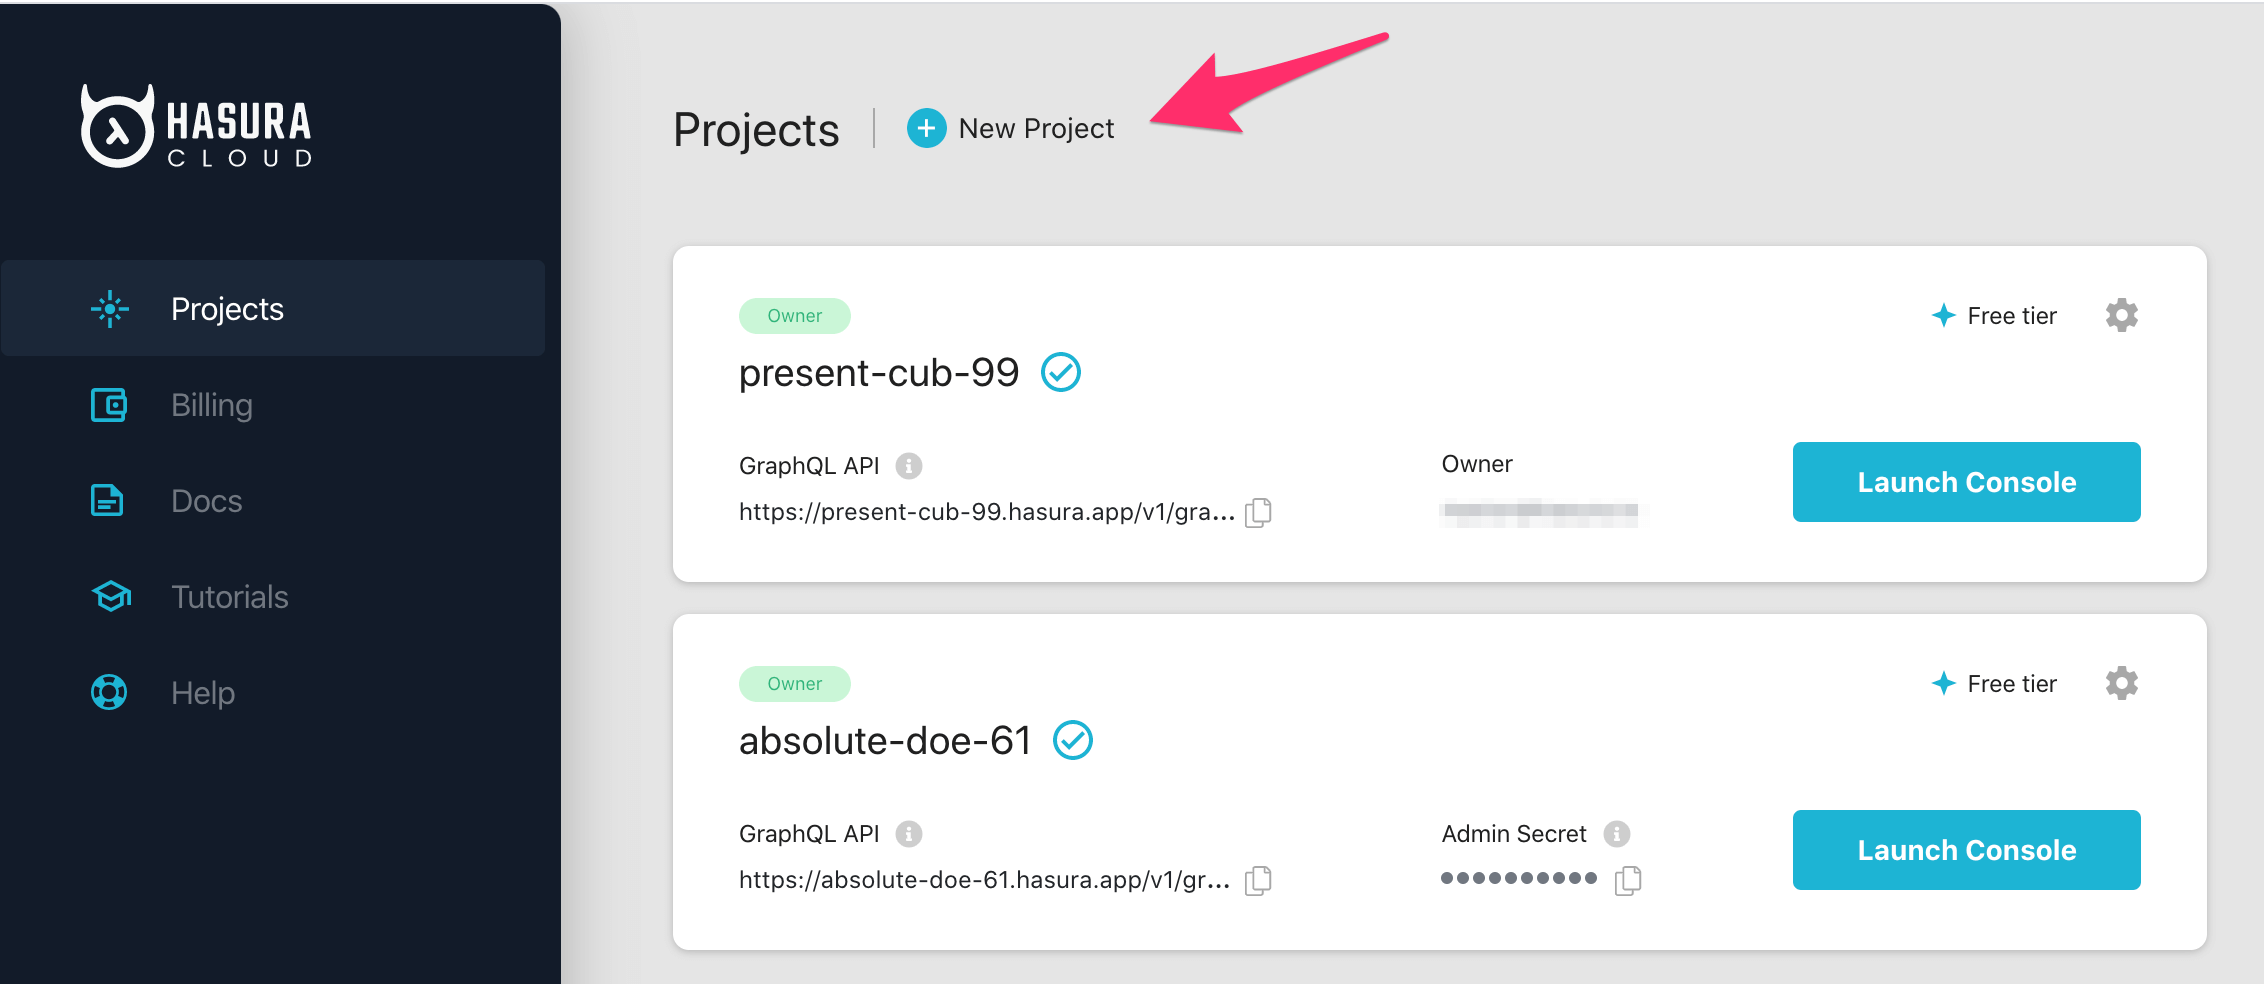 HASURA
CLOUD
Projects
Billing
Docs
Tutorials
Help
Projects
New Project
Owner
Free tier
present-cub-99
GraphQL API
Owner
https://present-cub-99.hasura.app/v1/gra...
Launch Console
Owner
Free tier
absolute-doe-61
GraphQL API
Admin Secret
https://absolute-doe-61.hasura.app/v1/gr...
••••••••••
Launch Console